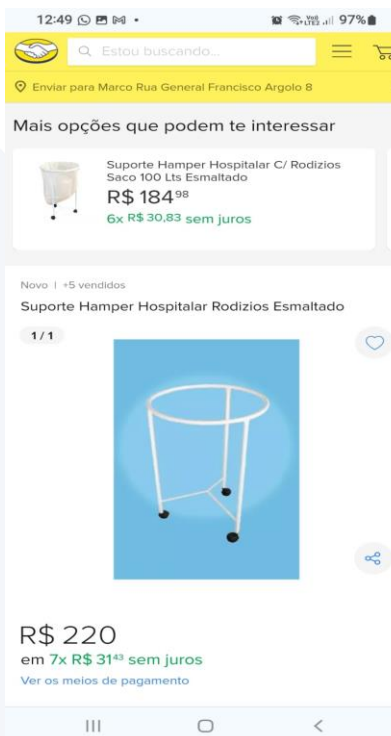 12:49
97%
Estou buscando...
Enviar para Marco Rua General Francisco Argolo 8
Mais opções que podem te interessar
Suporte Hamper Hospitalar C/ Rodizios
Saco 100 Lts Esmaltado
R$ 184⁹⁸
6x R$ 30,83 sem juros
Novo | +5 vendidos
Suporte Hamper Hospitalar Rodizios Esmaltado
1/1
R$ 220
em 7x R$ 31⁴³ sem juros
Ver os meios de pagamento